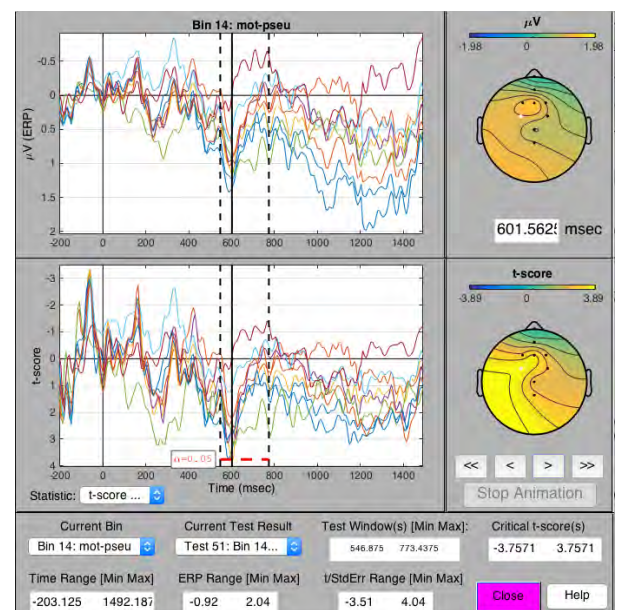 Bin 14: mot-pseu
μV (ERP)
-0.5
0
0.5
1
1.5
2
-200 0 200 400 600 800 1000 1200 1400
μV
-1.98 0 1.98
601.5625 msec
t-score
-3
-2
-1
0
1
2
3
4
α=0.05
-200 0 200 400 600 800 1000 1200 1400
Time (msec)
Statistic: t-score ...
t-score
-3.89 0 3.89
<< < > >>
Stop Animation
Current Bin Current Test Result Test Window(s) [Min Max]: Critical t-score(s)
Bin 14: mot-pseu Test 51: Bin 14... 546.875 773.4375 -3.7571 3.7571
Time Range [Min Max] ERP Range [Min Max] t/StdErr Range [Min Max]
-203.125 1492.187 -0.92 2.04 -3.51 4.04 Close Help